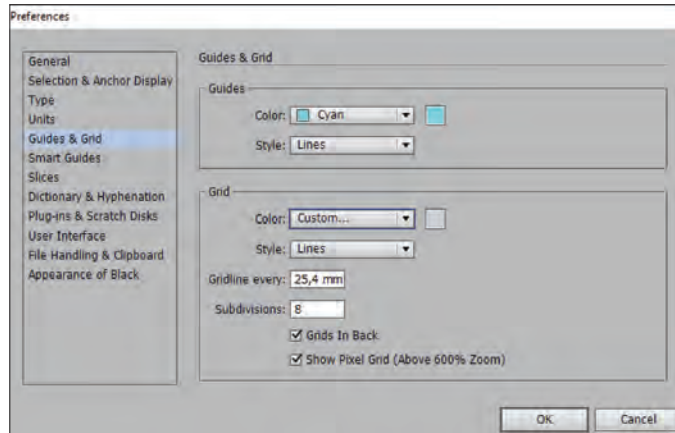 Preferences
General
Selection & Anchor Display
Type
Units
Guides & Grid
Smart Guides
Slices
Dictionary & Hyphenation
Plug-ins & Scratch Disks
User Interface
File Handling & Clipboard
Appearance of Black
Guides & Grid
Guides
Color: Cyan
Style: Lines
Grid
Color: Custom...
Style: Lines
Gridline every: 25,4 mm
Subdivisions: 8
Grids In Back
Show Pixel Grid (Above 600% Zoom)
OK Cancel